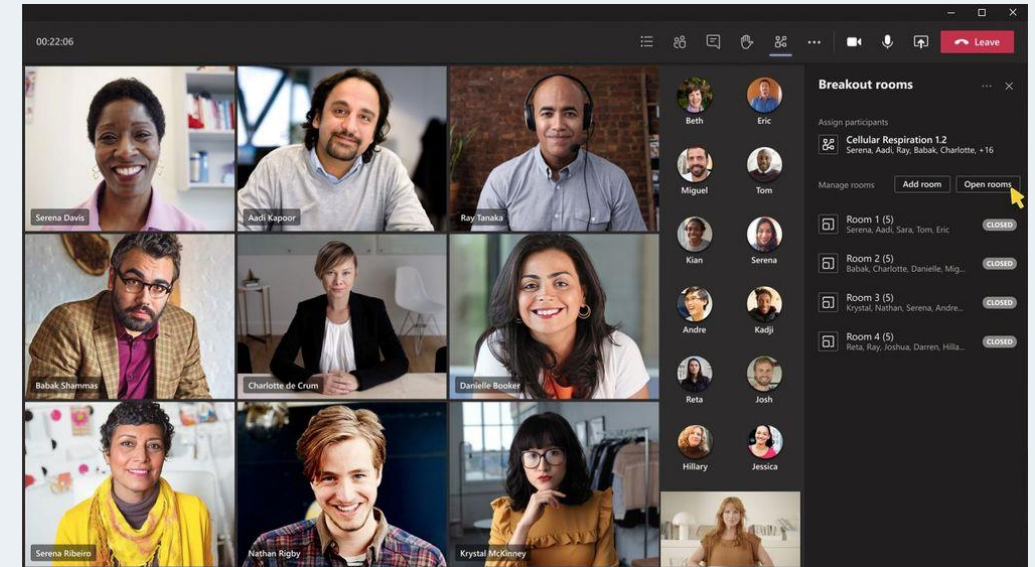 00:22:06
Leave
Serena Davis
Aadi Kapoor
Ray Tanaka
Babak Shammas
Charlotte de Crum
Danielle Booker
Serena Ribeiro
Nathan Rigby
Krystal McKinney
Beth
Eric
Miguel
Tom
Kian
Serena
Andre
Kadji
Reta
Josh
Hillary
Jessica
Breakout rooms
Assign participants
Cellular Respiration 1.2
Serena, Aadi, Ray, Babak, Charlotte, +16
Manage rooms
Add room
Open rooms
Room 1 (5)
Serena, Aadi, Sara, Tom, Eric
CLOSED
Room 2 (5)
Babak, Charlotte, Danielle, Mig...
CLOSED
Room 3 (5)
Krystal, Nathan, Serena, Andre...
CLOSED
Room 4 (5)
Reta, Ray, Joshua, Darren, Hilla...
CLOSED